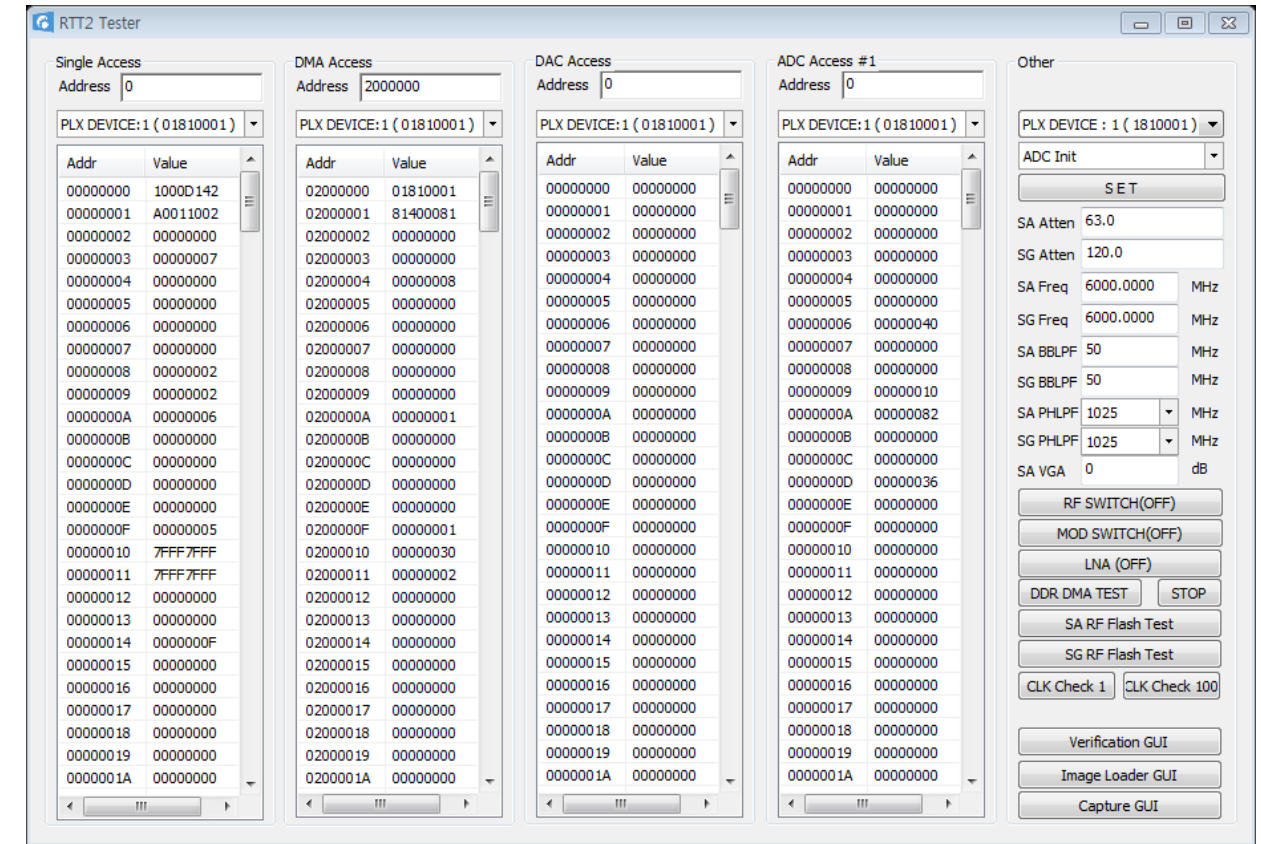 RTT2 Tester
Single Access
Address 0
PLX DEVICE:1 ( 01810001 )
Addr Value
00000000 1000D142
00000001 A0011002
00000002 00000000
00000003 00000007
00000004 00000000
00000005 00000000
00000006 00000000
00000007 00000000
00000008 00000002
00000009 00000002
0000000A 00000006
0000000B 00000000
0000000C 00000000
0000000D 00000000
0000000E 00000000
0000000F 00000005
00000010 7FFF7FFF
00000011 7FFF7FFF
00000012 00000000
00000013 00000000
00000014 0000000F
00000015 00000000
00000016 00000000
00000017 00000000
00000018 00000000
00000019 00000000
0000001A 00000000
DMA Access
Address 2000000
PLX DEVICE:1 ( 01810001 )
Addr Value
02000000 01810001
02000001 81400081
02000002 00000000
02000003 00000000
02000004 00000008
02000005 00000000
02000006 00000000
02000007 00000000
02000008 00000000
02000009 00000000
0200000A 00000001
0200000B 00000000
0200000C 00000000
0200000D 00000000
0200000E 00000000
0200000F 00000001
02000010 00000030
02000011 00000002
02000012 00000000
02000013 00000000
02000014 00000000
02000015 00000000
02000016 00000000
02000017 00000000
02000018 00000000
02000019 00000000
0200001A 00000000
DAC Access
Address 0
PLX DEVICE:1 ( 01810001 )
Addr Value
00000000 00000000
00000001 00000000
00000002 00000000
00000003 00000000
00000004 00000000
00000005 00000000
00000006 00000000
00000007 00000000
00000008 00000000
00000009 00000000
0000000A 00000000
0000000B 00000000
0000000C 00000000
0000000D 00000000
0000000E 00000000
0000000F 00000000
00000010 00000000
00000011 00000000
00000012 00000000
00000013 00000000
00000014 00000000
00000015 00000000
00000016 00000000
00000017 00000000
00000018 00000000
00000019 00000000
0000001A 00000000
ADC Access #1
Address 0
PLX DEVICE:1 ( 01810001 )
Addr Value
00000000 00000000
00000001 00000000
00000002 00000000
00000003 00000000
00000004 00000000
00000005 00000000
00000006 00000040
00000007 00000000
00000008 00000000
00000009 00000010
0000000A 00000082
0000000B 00000000
0000000C 00000000
0000000D 00000036
0000000E 00000000
0000000F 00000000
00000010 00000000
00000011 00000000
00000012 00000000
00000013 00000000
00000014 00000000
00000015 00000000
00000016 00000000
00000017 00000000
00000018 00000000
00000019 00000000
0000001A 00000000
Other
PLX DEVICE : 1 ( 1810001 )
ADC Init
S E T
SA Atten 63.0
SG Atten 120.0
SA Freq 6000.0000 MHz
SG Freq 6000.0000 MHz
SA BBLPF 50 MHz
SG BBLPF 50 MHz
SA PHLPF 1025 MHz
SG PHLPF 1025 MHz
SA VGA 0 dB
RF SWITCH(OFF)
MOD SWITCH(OFF)
LNA (OFF)
DDR DMA TEST STOP
SA RF Flash Test
SG RF Flash Test
CLK Check 1 CLK Check 100
Verification GUI
Image Loader GUI
Capture GUI